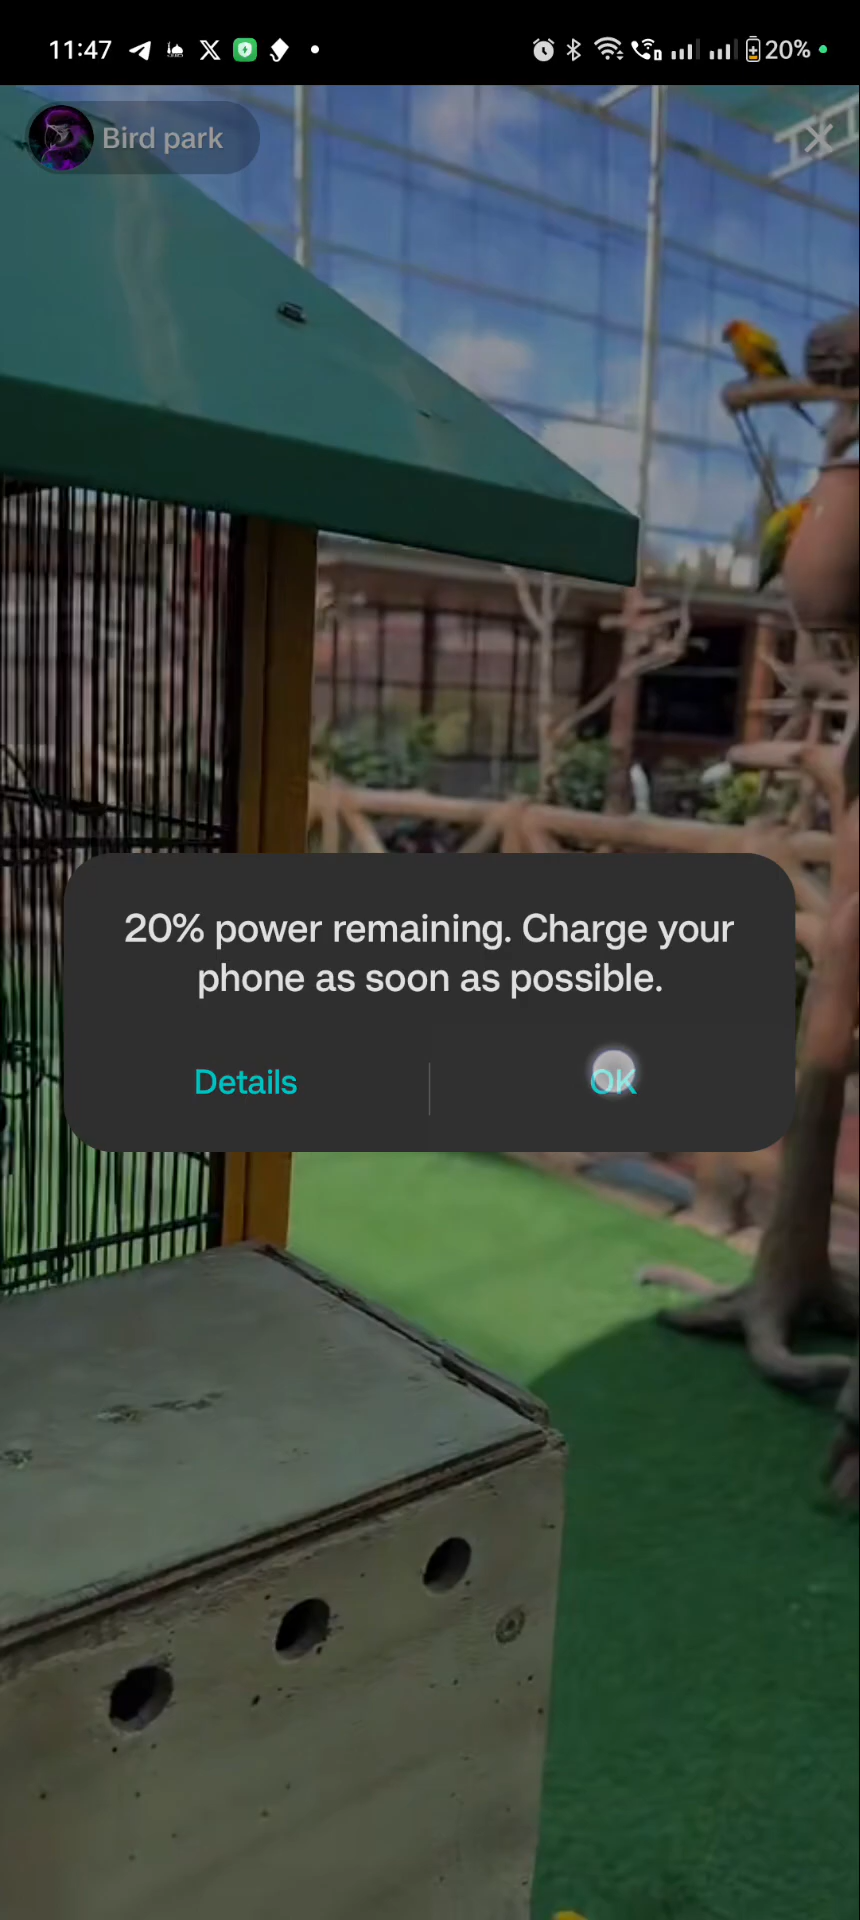 11:47
20%
Bird park
20% power remaining. Charge your
phone as soon as possible.
Details
OK